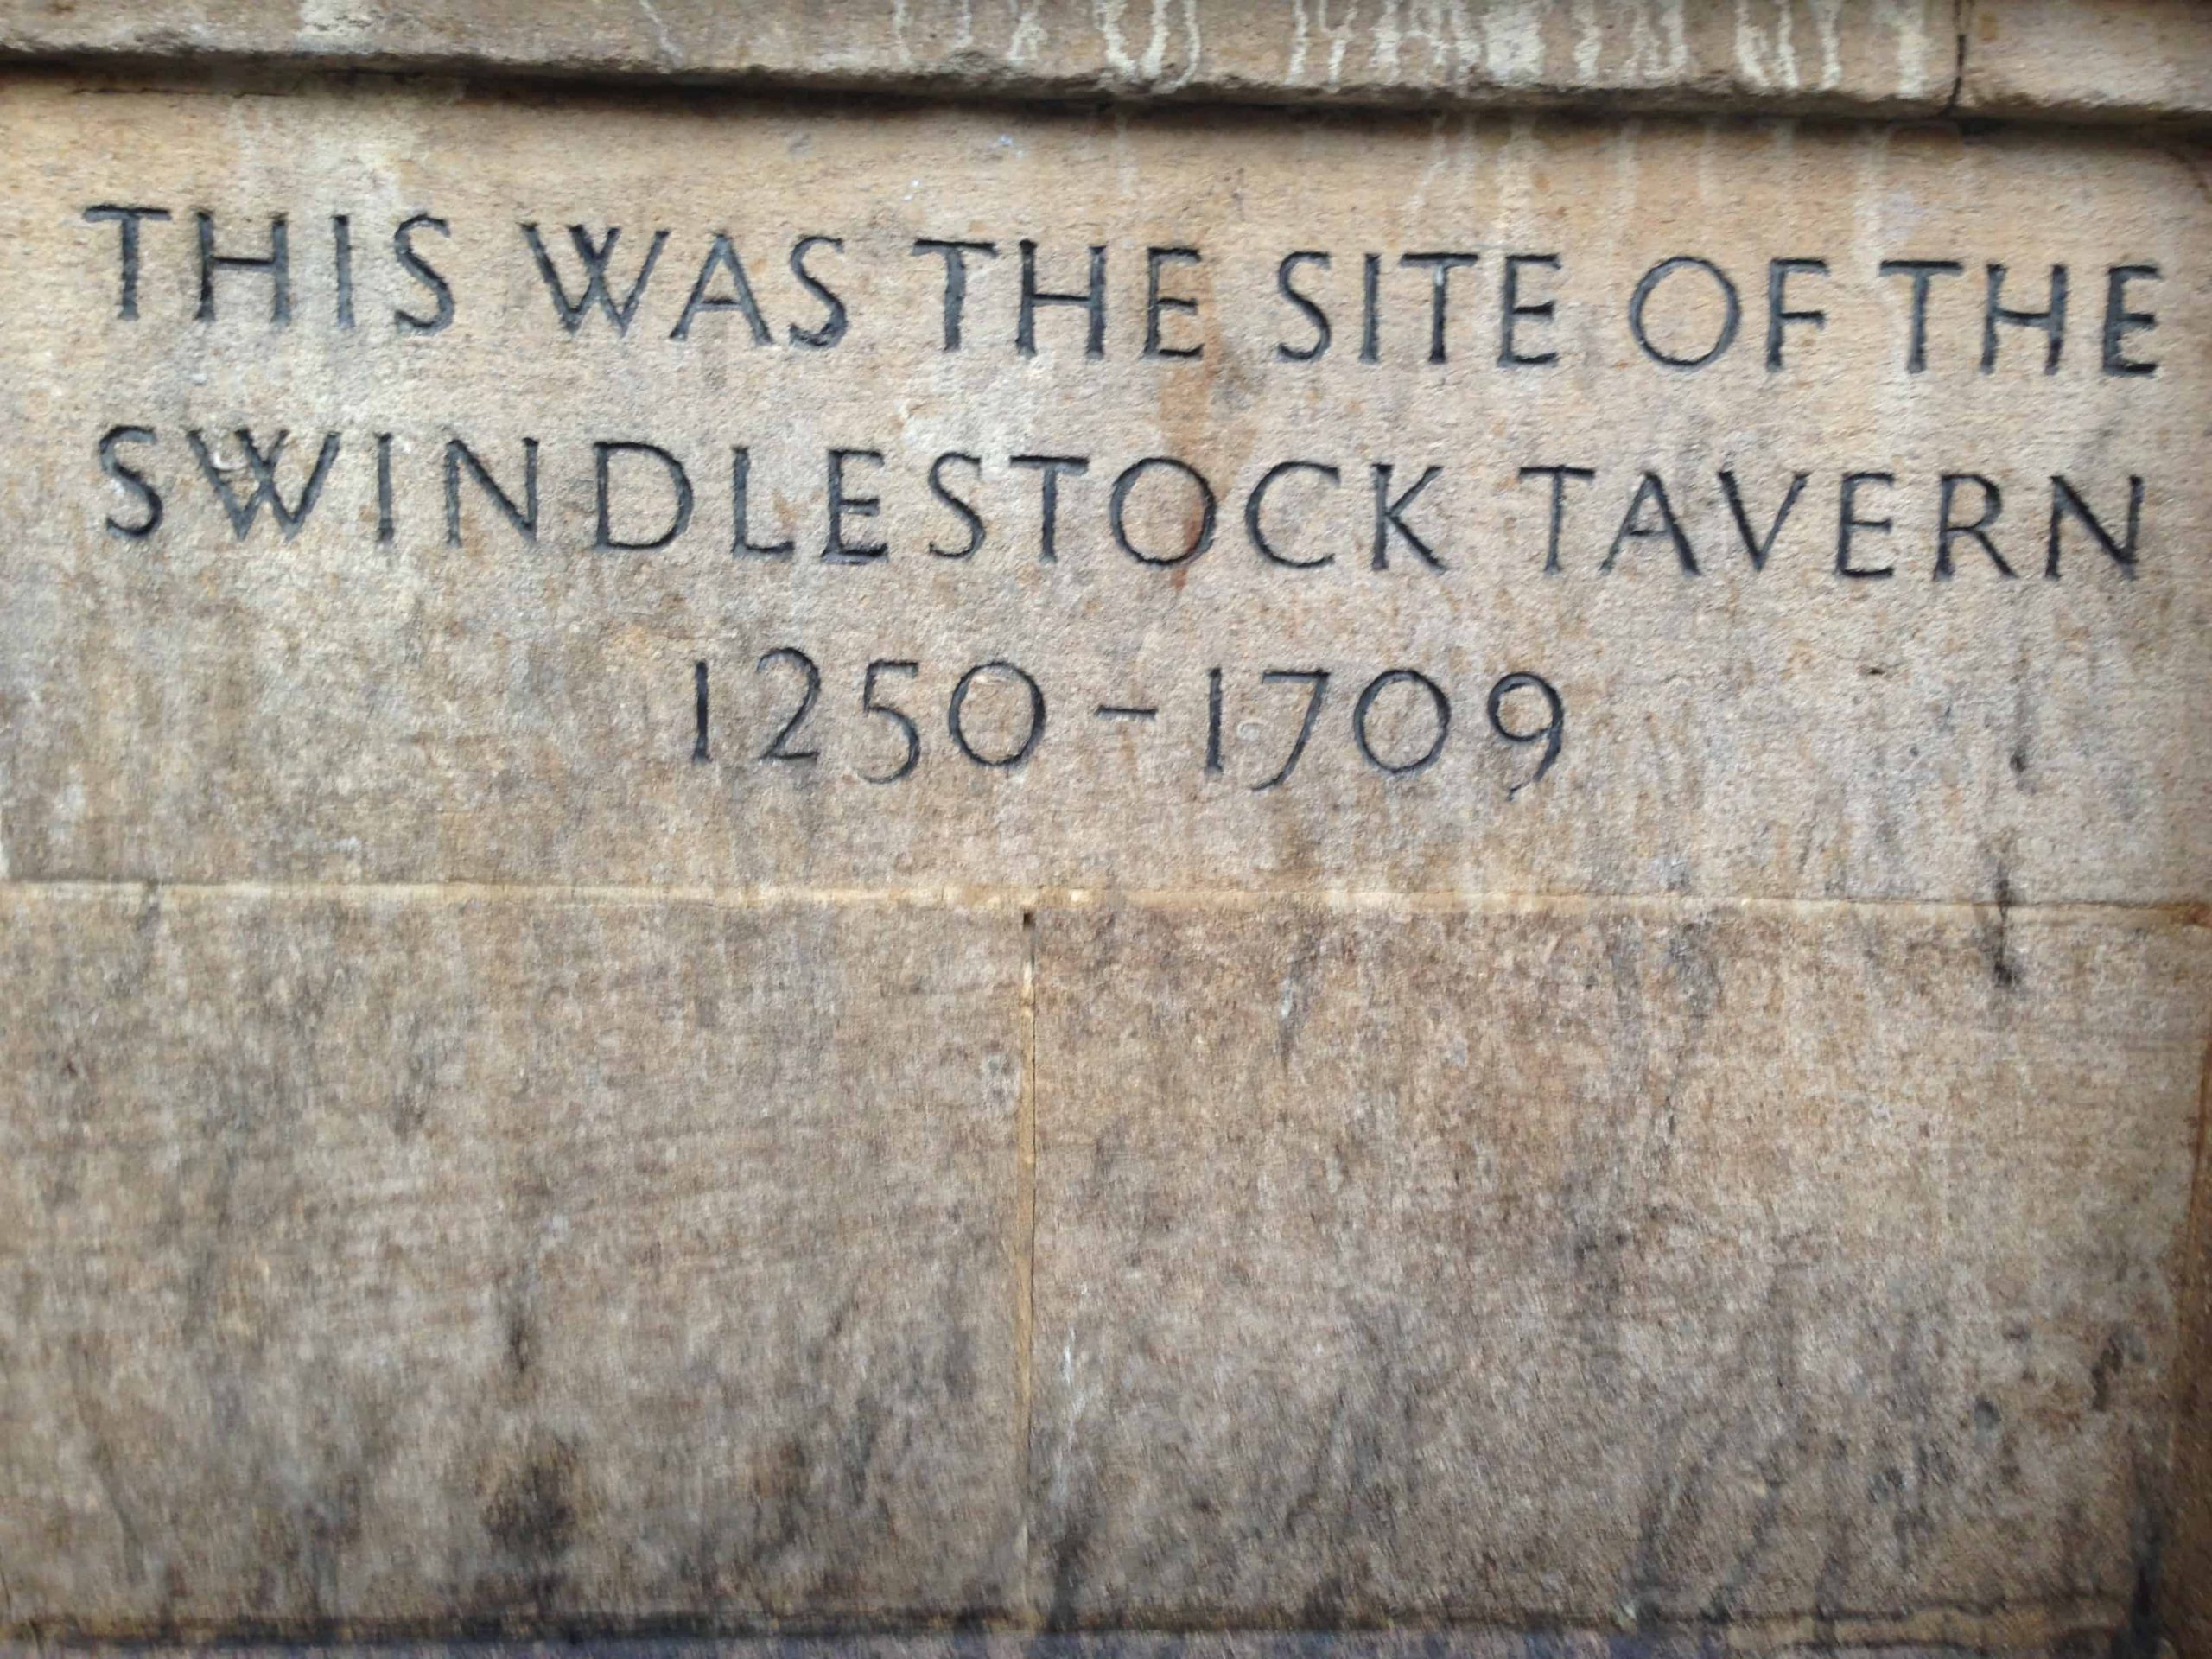 THIS WAS THE SITE OF THE
SWINDLESTOCK TAVERN
1250-1709